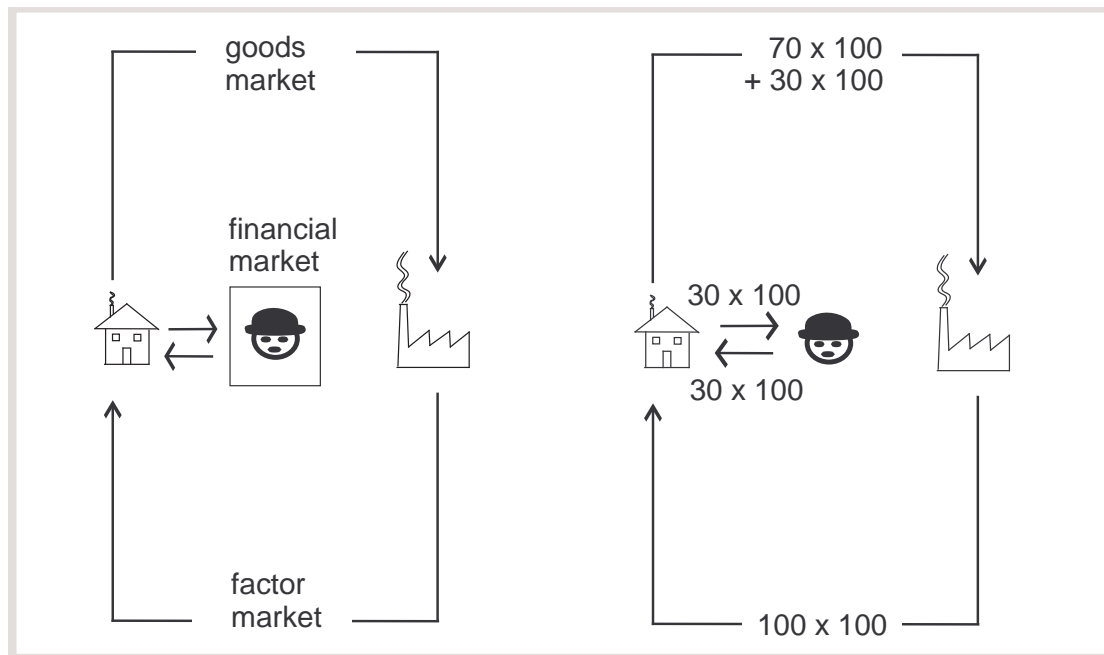 goods
market
financial
market
factor
market
70 x 100
+ 30 x 100
30 x 100
30 x 100
100 x 100